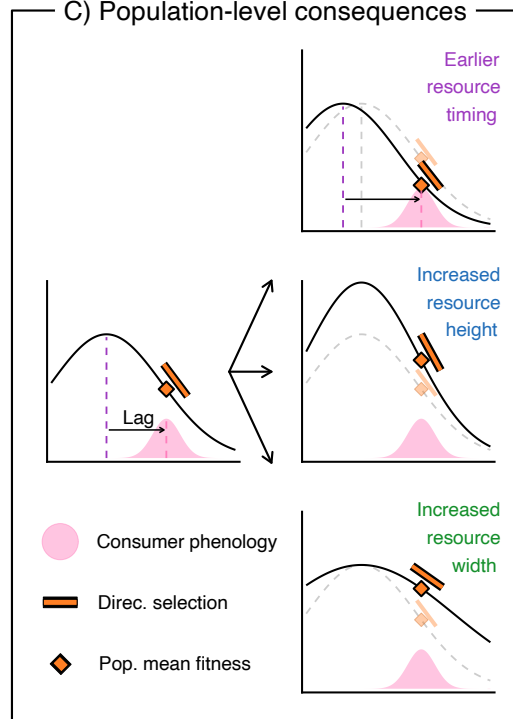 C) Population-level consequences
Earlier
resource
timing
Increased
resource
height
Lag
Increased
resource
width
Consumer phenology
Direc. selection
Pop. mean fitness